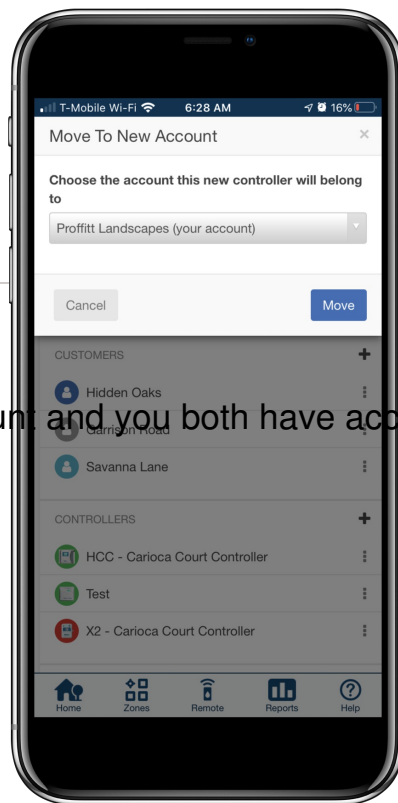 T-Mobile Wi-Fi 6:28 AM 16%
Move To New Account ×
Choose the account this new controller will belong
to
Proffitt Landscapes (your account)
Cancel Move
CUSTOMERS +
Hidden Oaks
and you both have
Garrison Road
Savanna Lane
CONTROLLERS +
HCC - Carioca Court Controller
Test
X2 - Carioca Court Controller
Home Zones Remote Reports Help